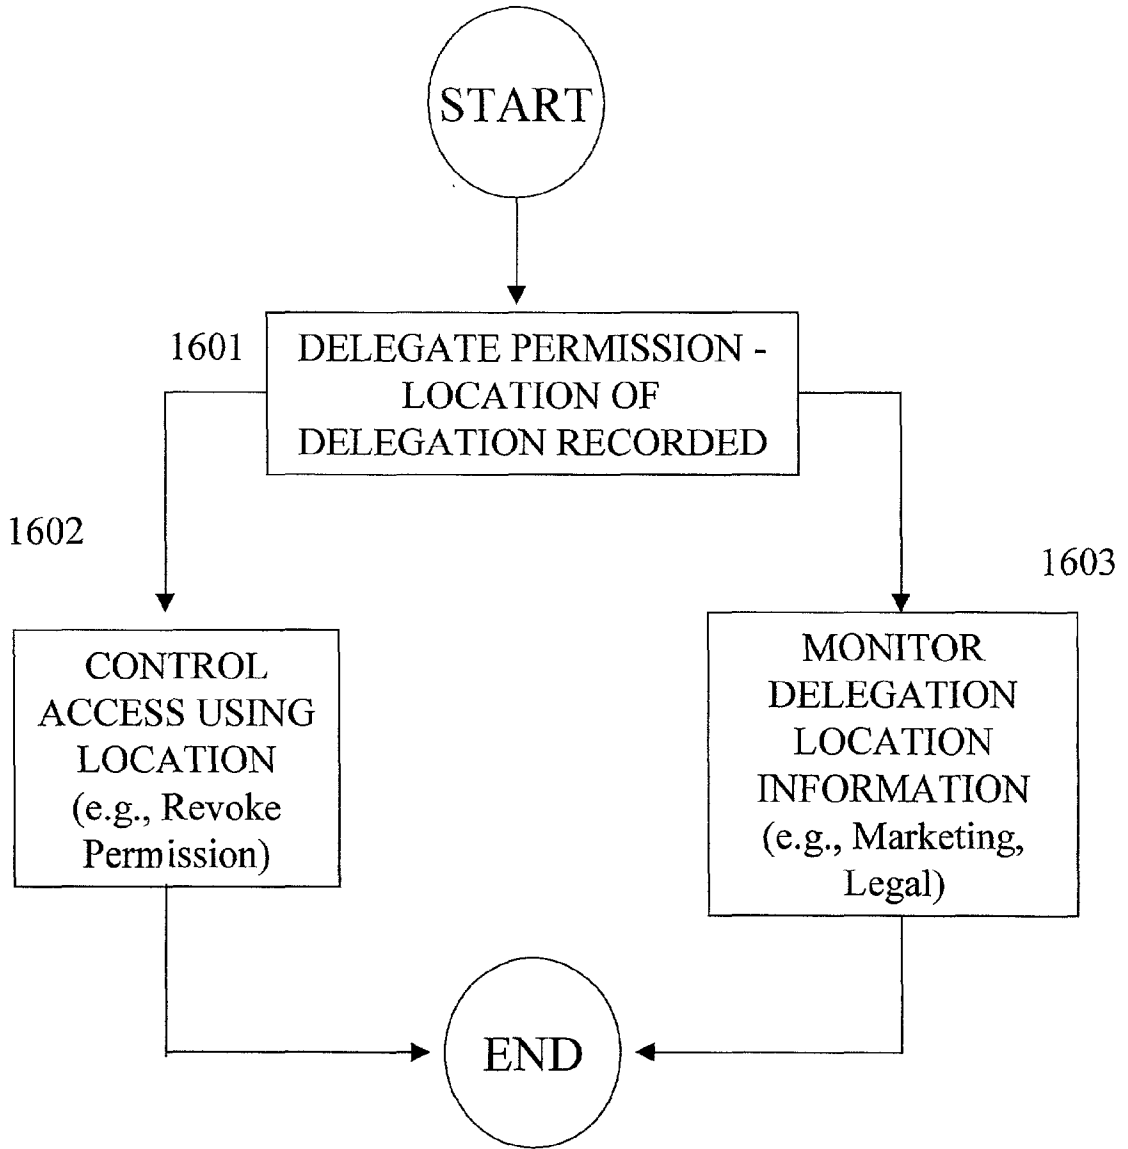 START
1601
DELEGATE PERMISSION -
LOCATION OF
DELEGATION RECORDED
1602
CONTROL
ACCESS USING
LOCATION
(e.g., Revoke
Permission)
1603
MONITOR
DELEGATION
LOCATION
INFORMATION
(e.g., Marketing,
Legal)
END